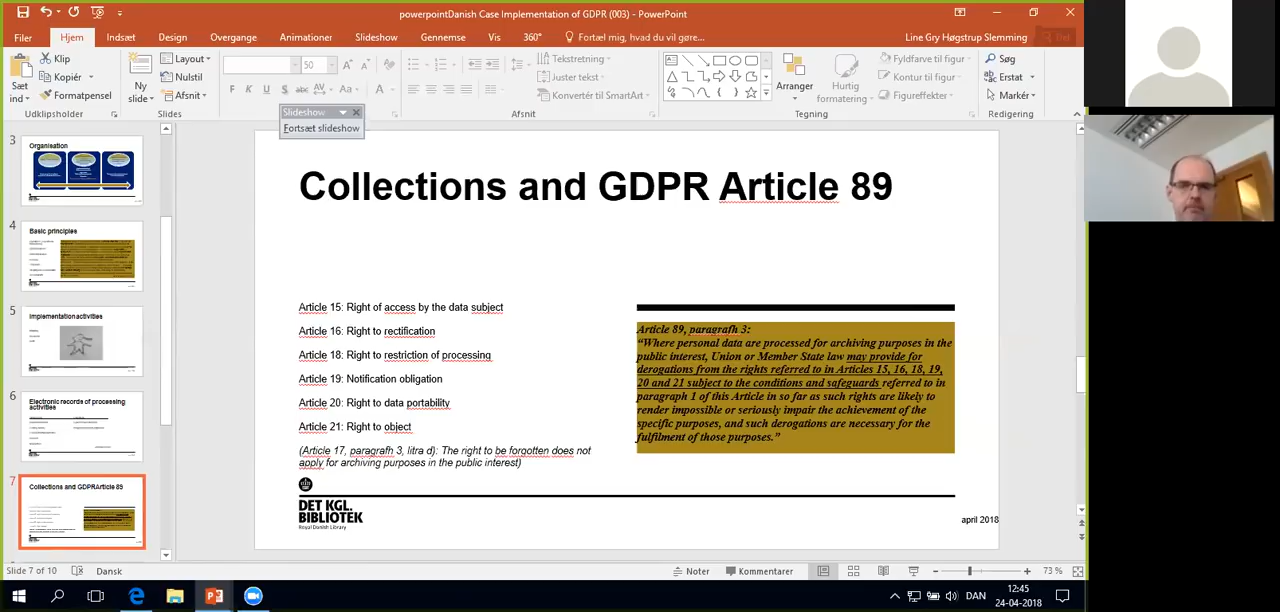 powerpointDanish Case Implementation of GDPR (003) - PowerPoint
Filer Hjem Indsæt Design Overgange Animationer Slideshow Gennemse Vis 360° Fortæl mig, hvad du vil gøre... Line Gry Høgstrup Slemming Del
Sæt ind
Klip
Kopiér
Formatpensel
Udklipsholder
Ny slide
Layout
Nulstil
Afsnit
Slides
50
F K U S abc AV Aa A
Tekstretning
Juster tekst
Konvertér til SmartArt
Afsnit
Arranger
Hurtig formatering
Fyldfarve til figur
Kontur til figur
Figureffekter
Tegning
Søg
Erstat
Markér
Redigering
Slideshow
Fortsæt slideshow
3
Organisation
4
Basic principles
5
Implementation activities
6
Electronic records of processing
activities
7
Collections and GDPR Article 89
Collections and GDPR Article 89
Article 15: Right of access by the data subject
Article 16: Right to rectification
Article 18: Right to restriction of processing
Article 19: Notification obligation
Article 20: Right to data portability
Article 21: Right to object
(Article 17, paragrafh 3, litra d): The right to be forgotten does not
apply for archiving purposes in the public interest)
Article 89, paragrafh 3:
“Where personal data are processed for archiving purposes in the
public interest, Union or Member State law may provide for
derogations from the rights referred to in Articles 15, 16, 18, 19,
20 and 21 subject to the conditions and safeguards referred to in
paragraph 1 of this Article in so far as such rights are likely to
render impossible or seriously impair the achievement of the
specific purposes, and such derogations are necessary for the
fulfilment of those purposes.”
DET KGL.
BIBLIOTEK
Royal Danish Library
april 2018
Slide 7 of 10 Dansk Noter Kommentarer 73 %
DAN
12:45
24-04-2018